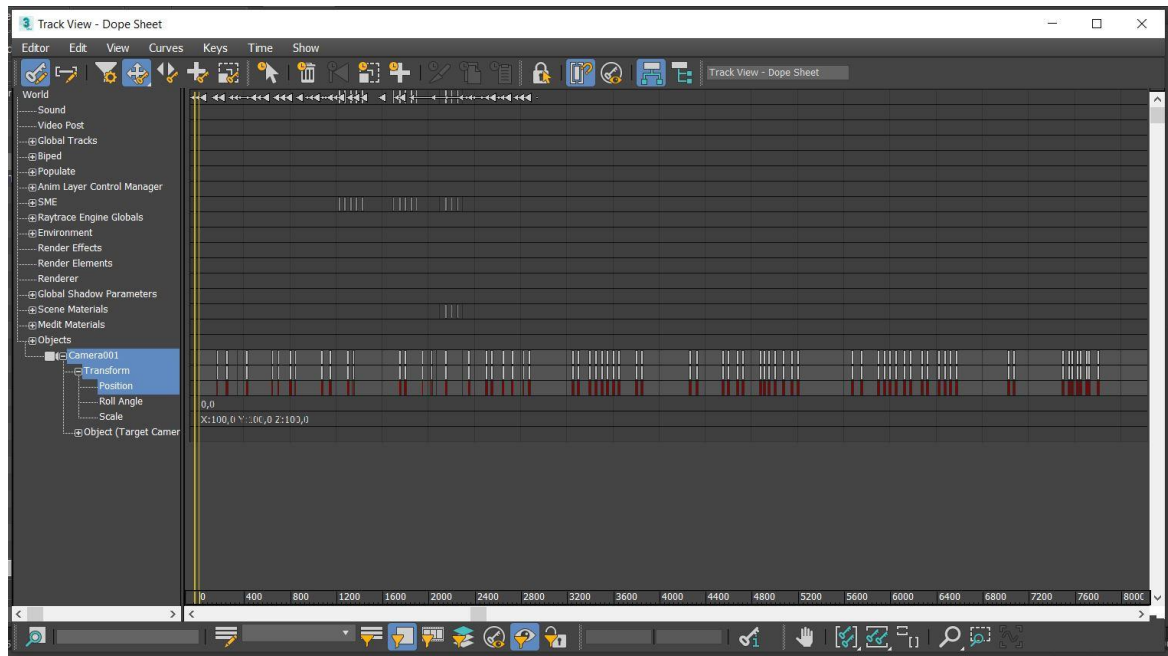 3 Track View - Dope Sheet
Editor Edit View Curves Keys Time Show
Track View - Dope Sheet
World
Sound
Video Post
Global Tracks
Biped
Populate
Anim Layer Control Manager
SME
Raytrace Engine Globals
Environment
Render Effects
Render Elements
Renderer
Global Shadow Parameters
Scene Materials
Medit Materials
Objects
Camera001
Transform
Position
Roll Angle
0,0
Scale
X:100,0 Y:100,0 Z:100,0
Object (Target Camer
0 400 800 1200 1600 2000 2400 2800 3200 3600 4000 4400 4800 5200 5600 6000 6400 6800 7200 7600 800